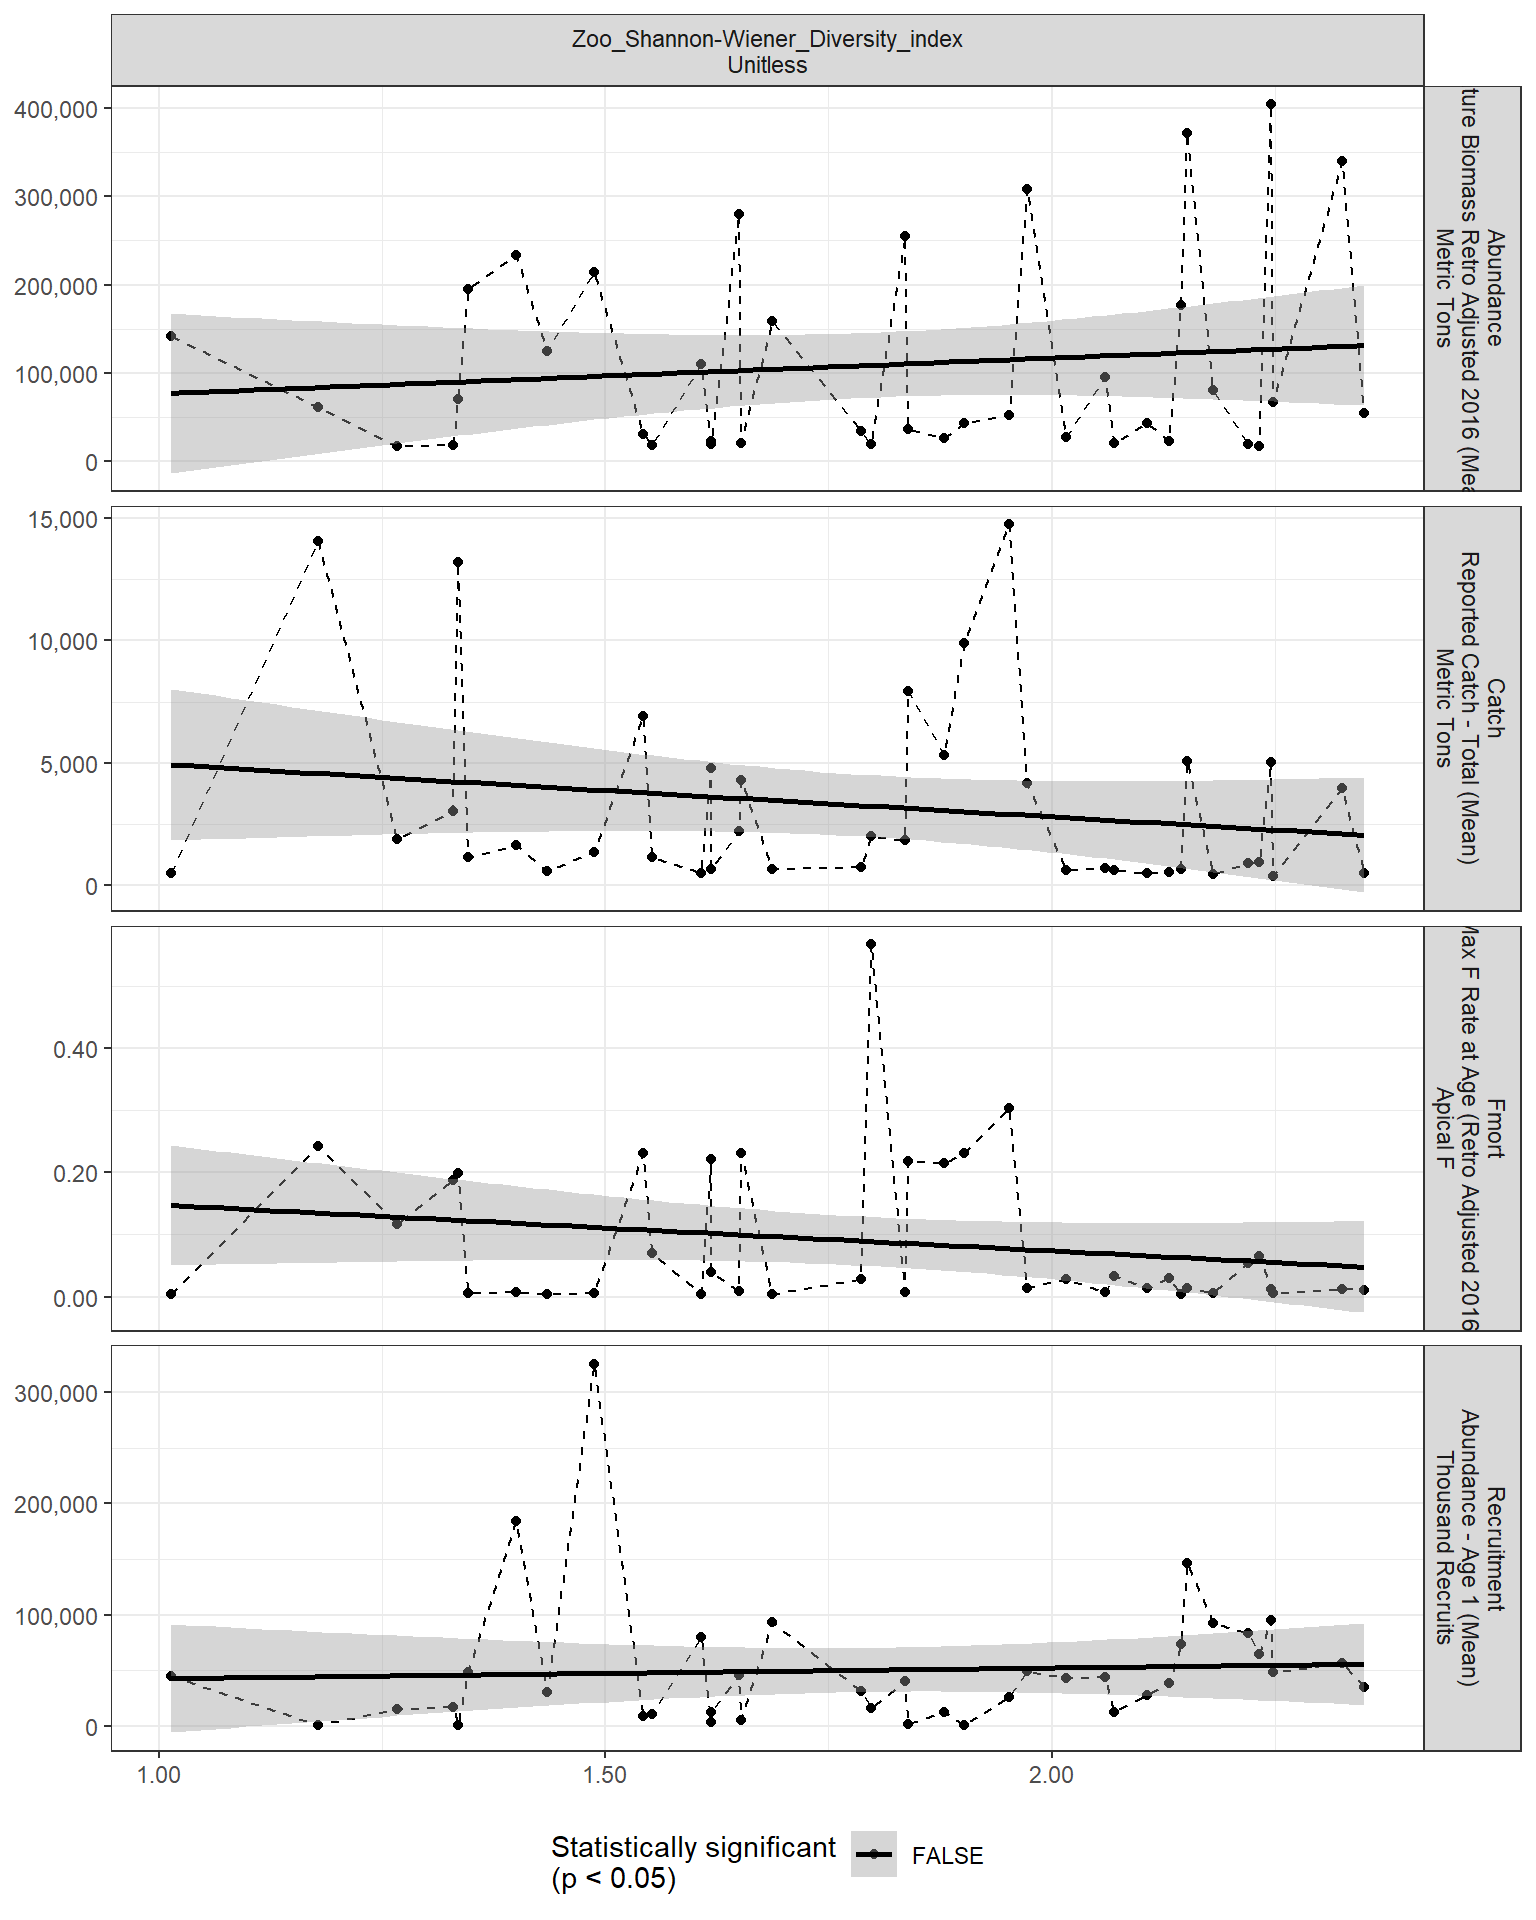 Zoo_Shannon-Wiener_Diversity_index
Unitless
400,000
300,000
200,000
100,000
0
Abundance
Biomass Retro Adjusted 2016
Metric Tons
15,000
10,000
5,000
0
Catch
Reported Catch - Total (Mean)
Metric Tons
0.40
0.20
0.00
Fmort
F Rate at Age (Retro Adjusted 2016
Apical F
300,000
200,000
100,000
0
Recruitment
Abundance - Age 1 (Mean)
Thousand Recruits
1.00
1.50
2.00
Statistically significant
(p < 0.05)
FALSE